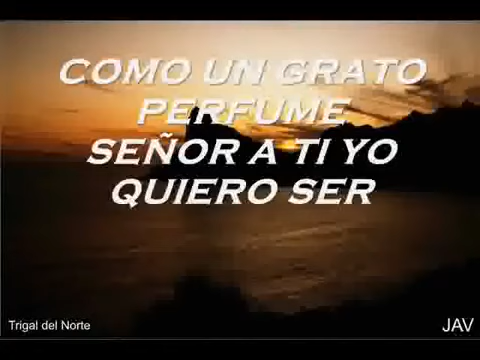 COMO UN GRATO
PERFUME
SEÑOR A TI YO
QUIERO SER
Trigal del Norte
JAV